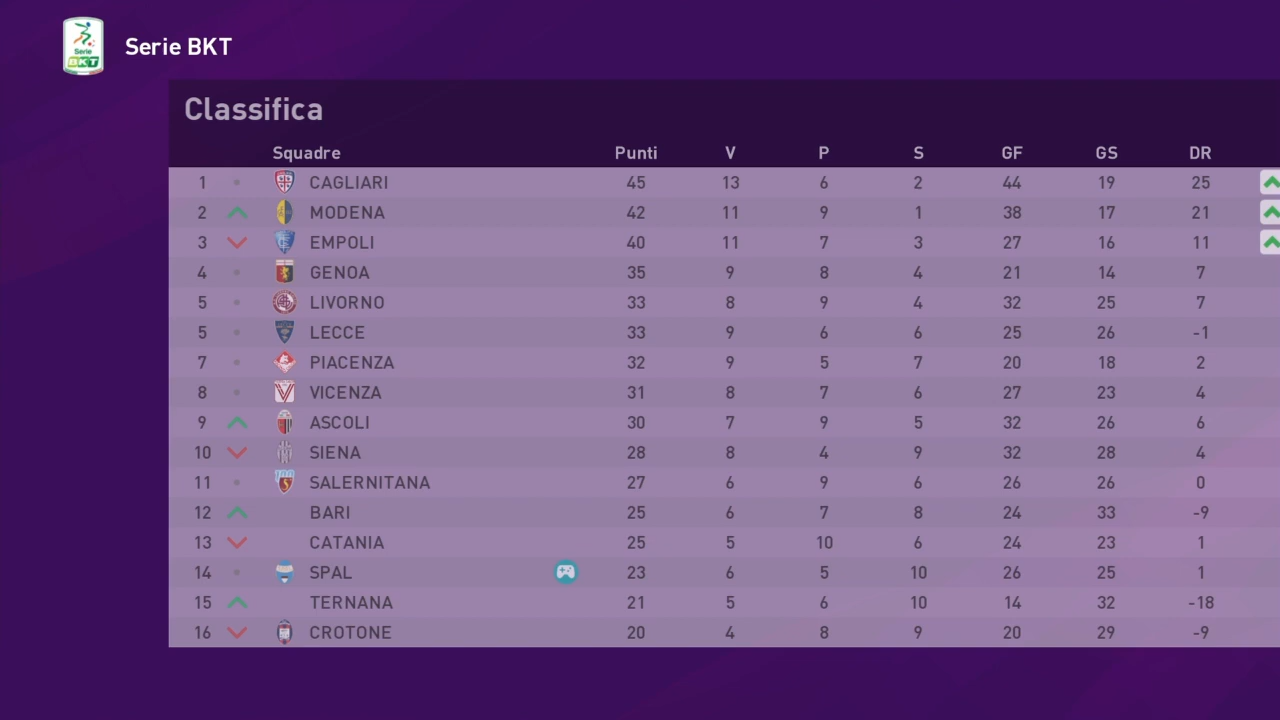 Serie BKT
Serie
BKT
Classifica
Squadre Punti V P S GF GS DR
1 CAGLIARI 45 13 6 2 44 19 25
2 MODENA 42 11 9 1 38 17 21
3 EMPOLI 40 11 7 3 27 16 11
4 GENOA 35 9 8 4 21 14 7
5 LIVORNO 33 8 9 4 32 25 7
5 LECCE 33 9 6 6 25 26 -1
7 PIACENZA 32 9 5 7 20 18 2
8 VICENZA 31 8 7 6 27 23 4
9 ASCOLI 30 7 9 5 32 26 6
10 SIENA 28 8 4 9 32 28 4
11 SALERNITANA 27 6 9 6 26 26 0
12 BARI 25 6 7 8 24 33 -9
13 CATANIA 25 5 10 6 24 23 1
14 SPAL 23 6 5 10 26 25 1
15 TERNANA 21 5 6 10 14 32 -18
16 CROTONE 20 4 8 9 20 29 -9